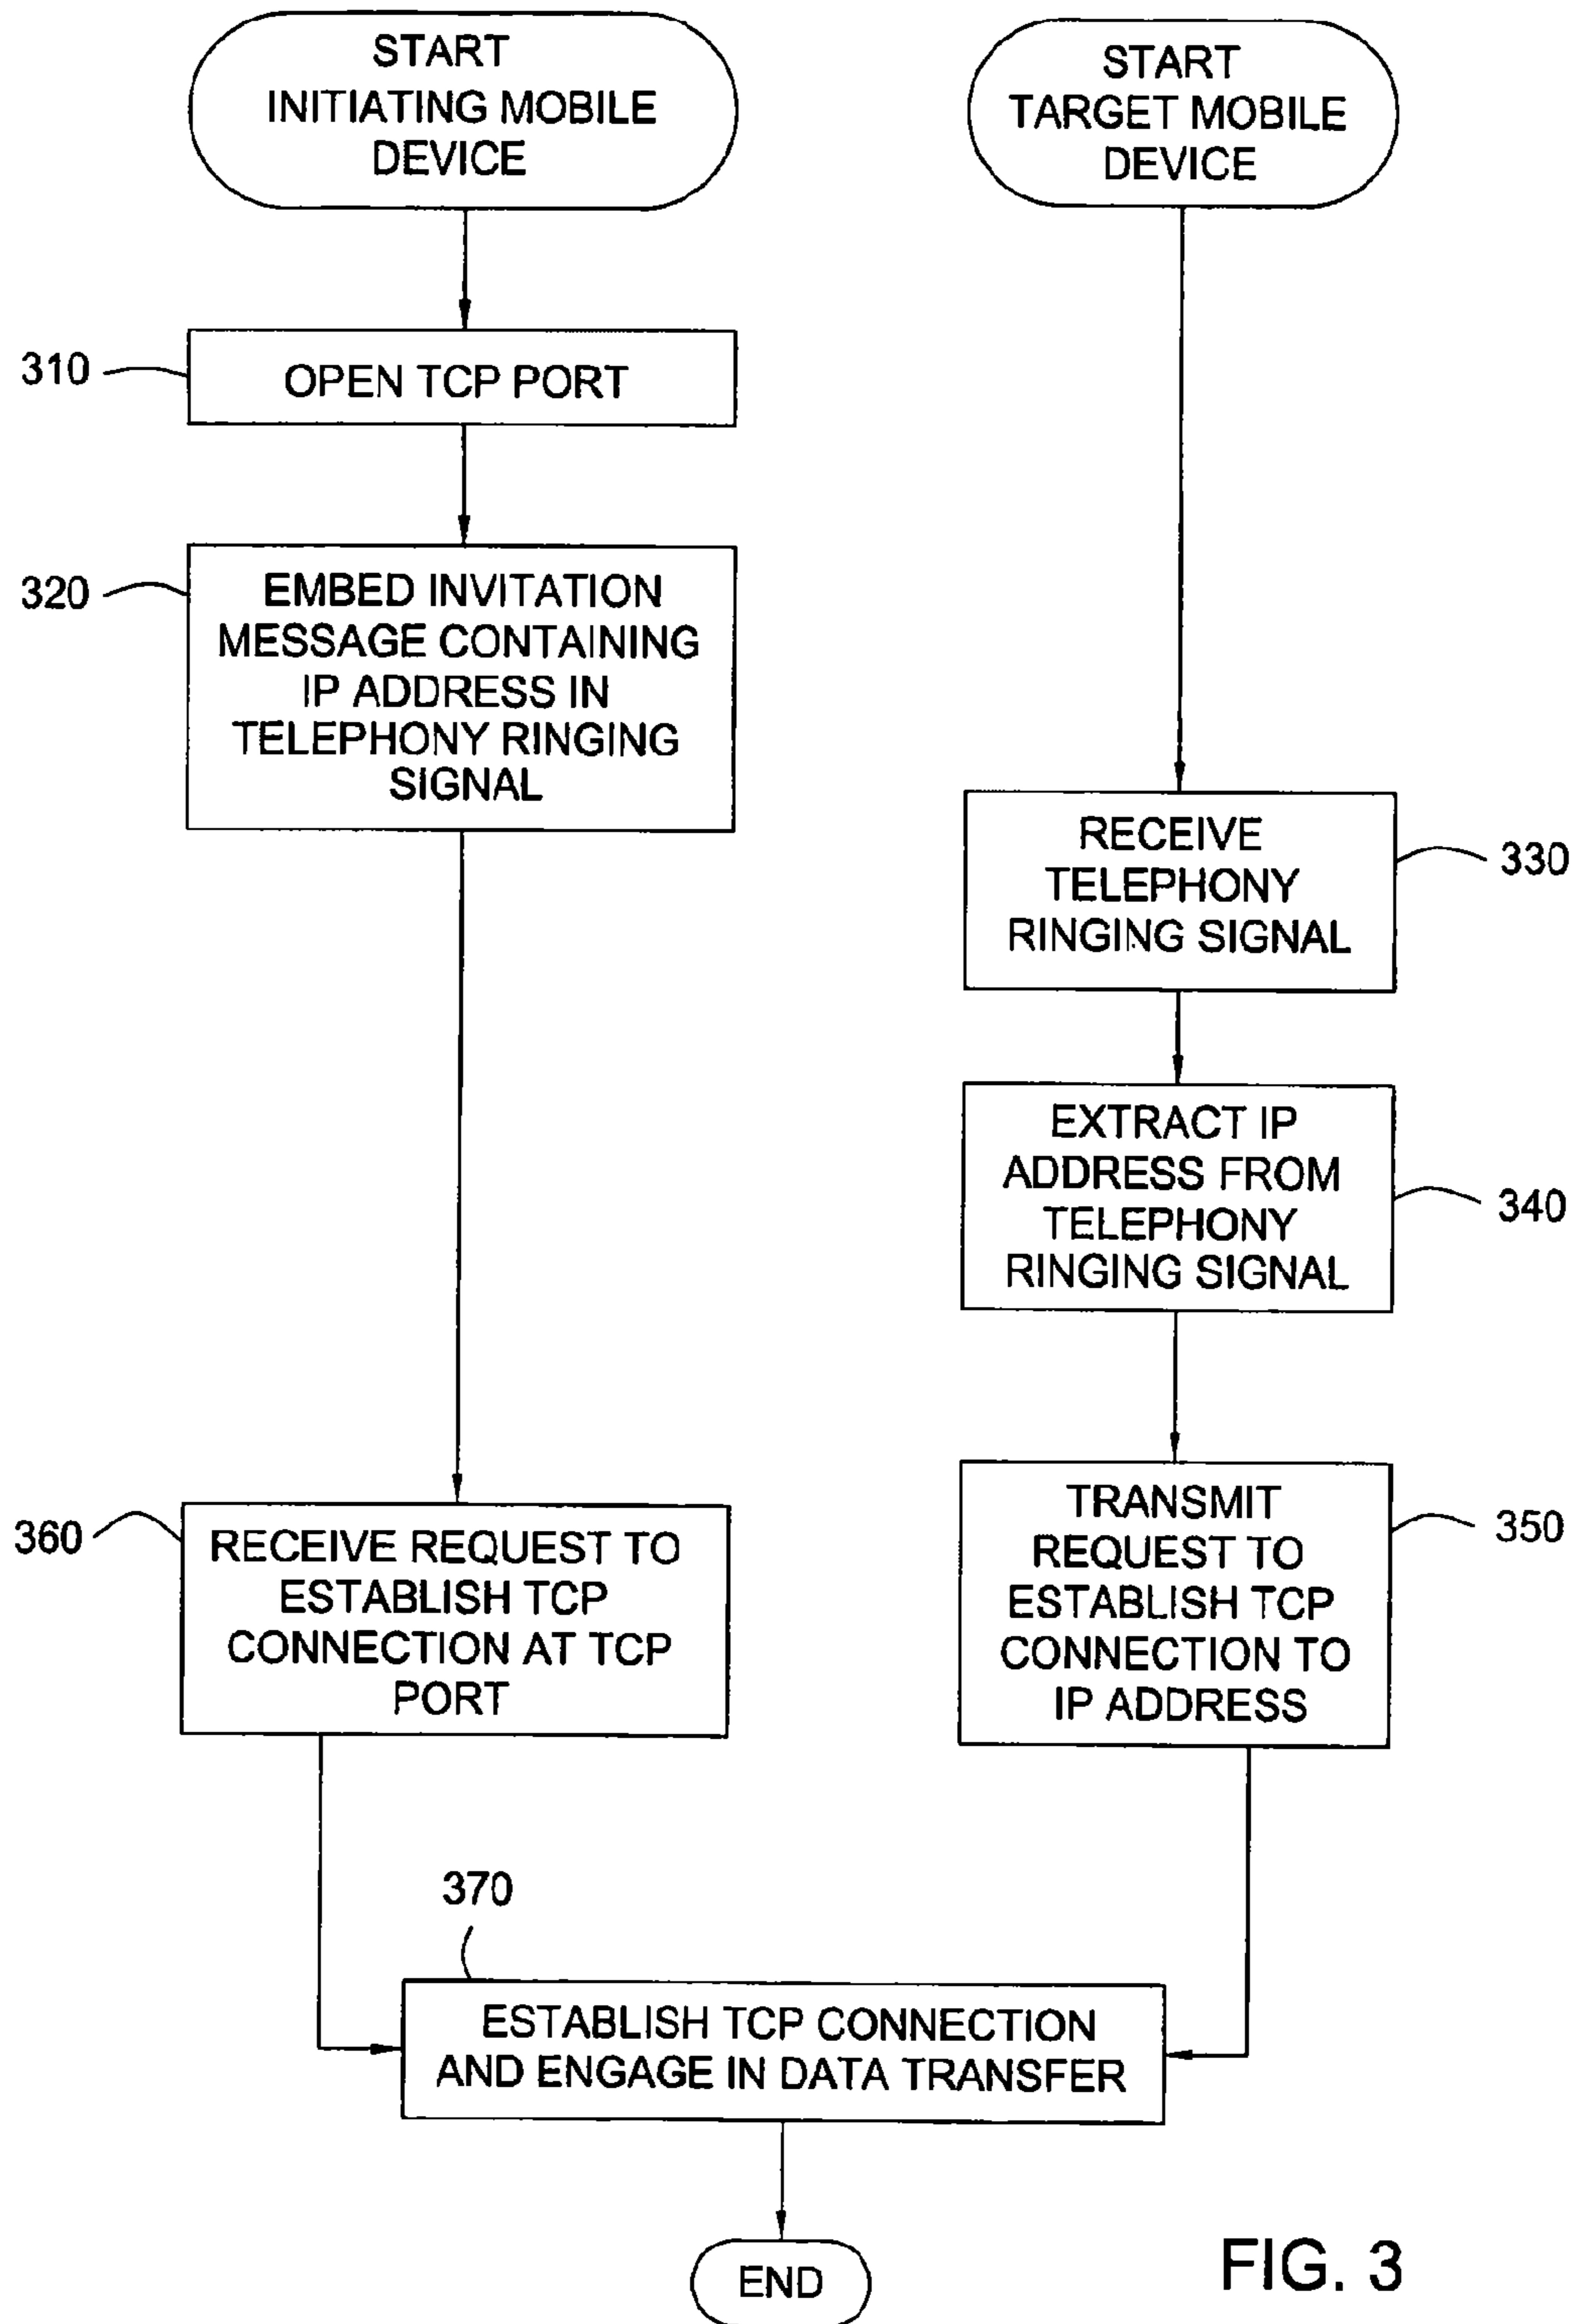 START
INITIATING MOBILE
DEVICE
START
TARGET MOBILE
DEVICE
310
OPEN TCP PORT
320
EMBED INVITATION
MESSAGE CONTAINING
IP ADDRESS IN
TELEPHONY RINGING
SIGNAL
RECEIVE
TELEPHONY
RINGING SIGNAL
330
EXTRACT IP
ADDRESS FROM
TELEPHONY
RINGING SIGNAL
340
360
RECEIVE REQUEST TO
ESTABLISH TCP
CONNECTION AT TCP
PORT
TRANSMIT
REQUEST TO
ESTABLISH TCP
CONNECTION TO
IP ADDRESS
350
370
ESTABLISH TCP CONNECTION
AND ENGAGE IN DATA TRANSFER
END
FIG. 3